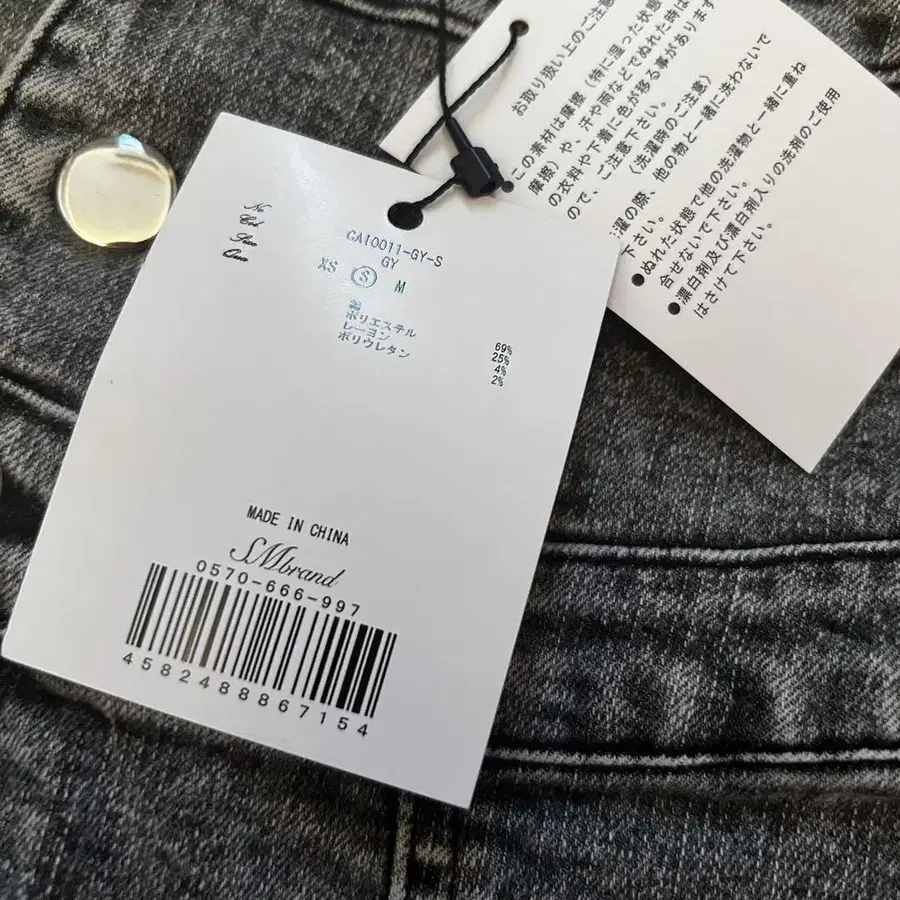 No
Col
Size
CA10011-GY-S
GY
XS Ⓢ M
綿 69%
ポリエステル 25%
レーヨン 4%
ポリウレタン 2%
MADE IN CHINA
SMbrand
0570-666-997
4582488867154
お取り扱い上のご注意
この素材は摩擦（特に湿った状態
摩擦）や、汗や雨などでぬれた時は
の衣料や下着に色が移る事があります
ので、ご注意下さい。
（洗濯時のご注意）
濯の際、他の物と一緒に洗わないで
下さい。
●ぬれた状態で他の洗濯物と一緒に重ね
合せないで下さい。
●漂白剤及び漂白剤入りの洗剤のご使用
はさけて下さい。